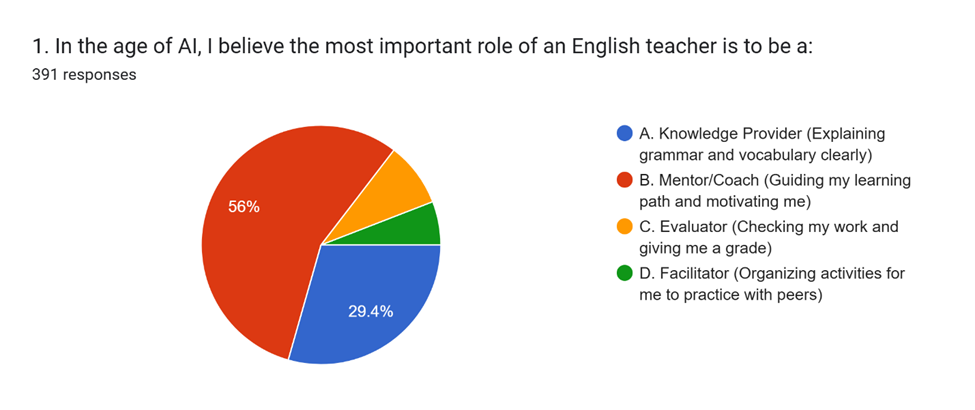 1. In the age of AI, I believe the most important role of an English teacher is to be a:
391 responses
A. Knowledge Provider (Explaining
grammar and vocabulary clearly)
B. Mentor/Coach (Guiding my learning
path and motivating me)
C. Evaluator (Checking my work and
giving me a grade)
D. Facilitator (Organizing activities for
me to practice with peers)
56%
29.4%